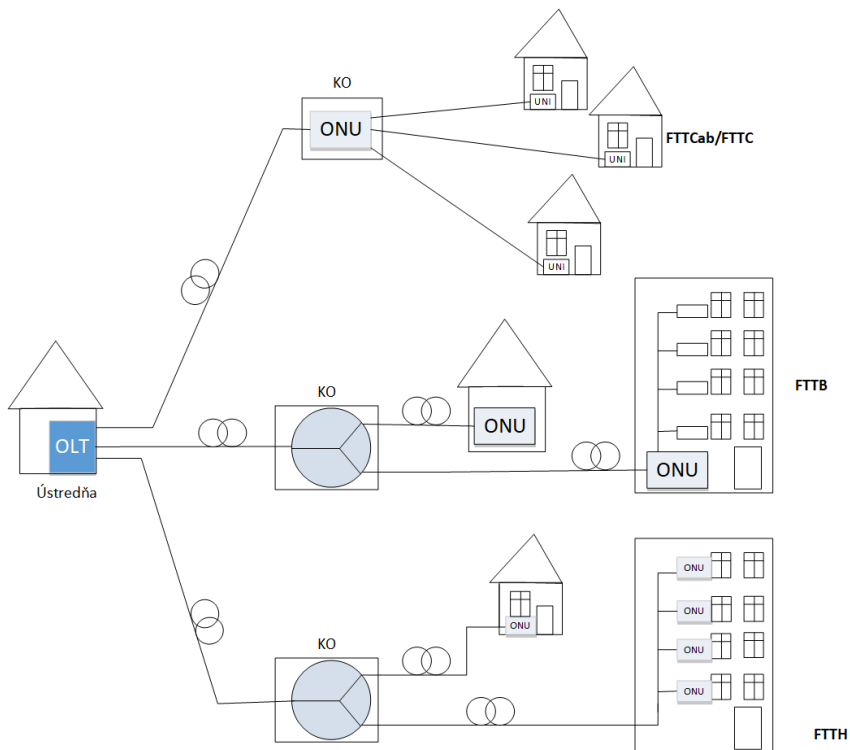 KO
ONU
UNI
UNI
UNI
FTTCab/FTTC
OLT
Ústredňa
KO
ONU
ONU
FTTB
KO
ONU
ONU
ONU
ONU
ONU
FTTH